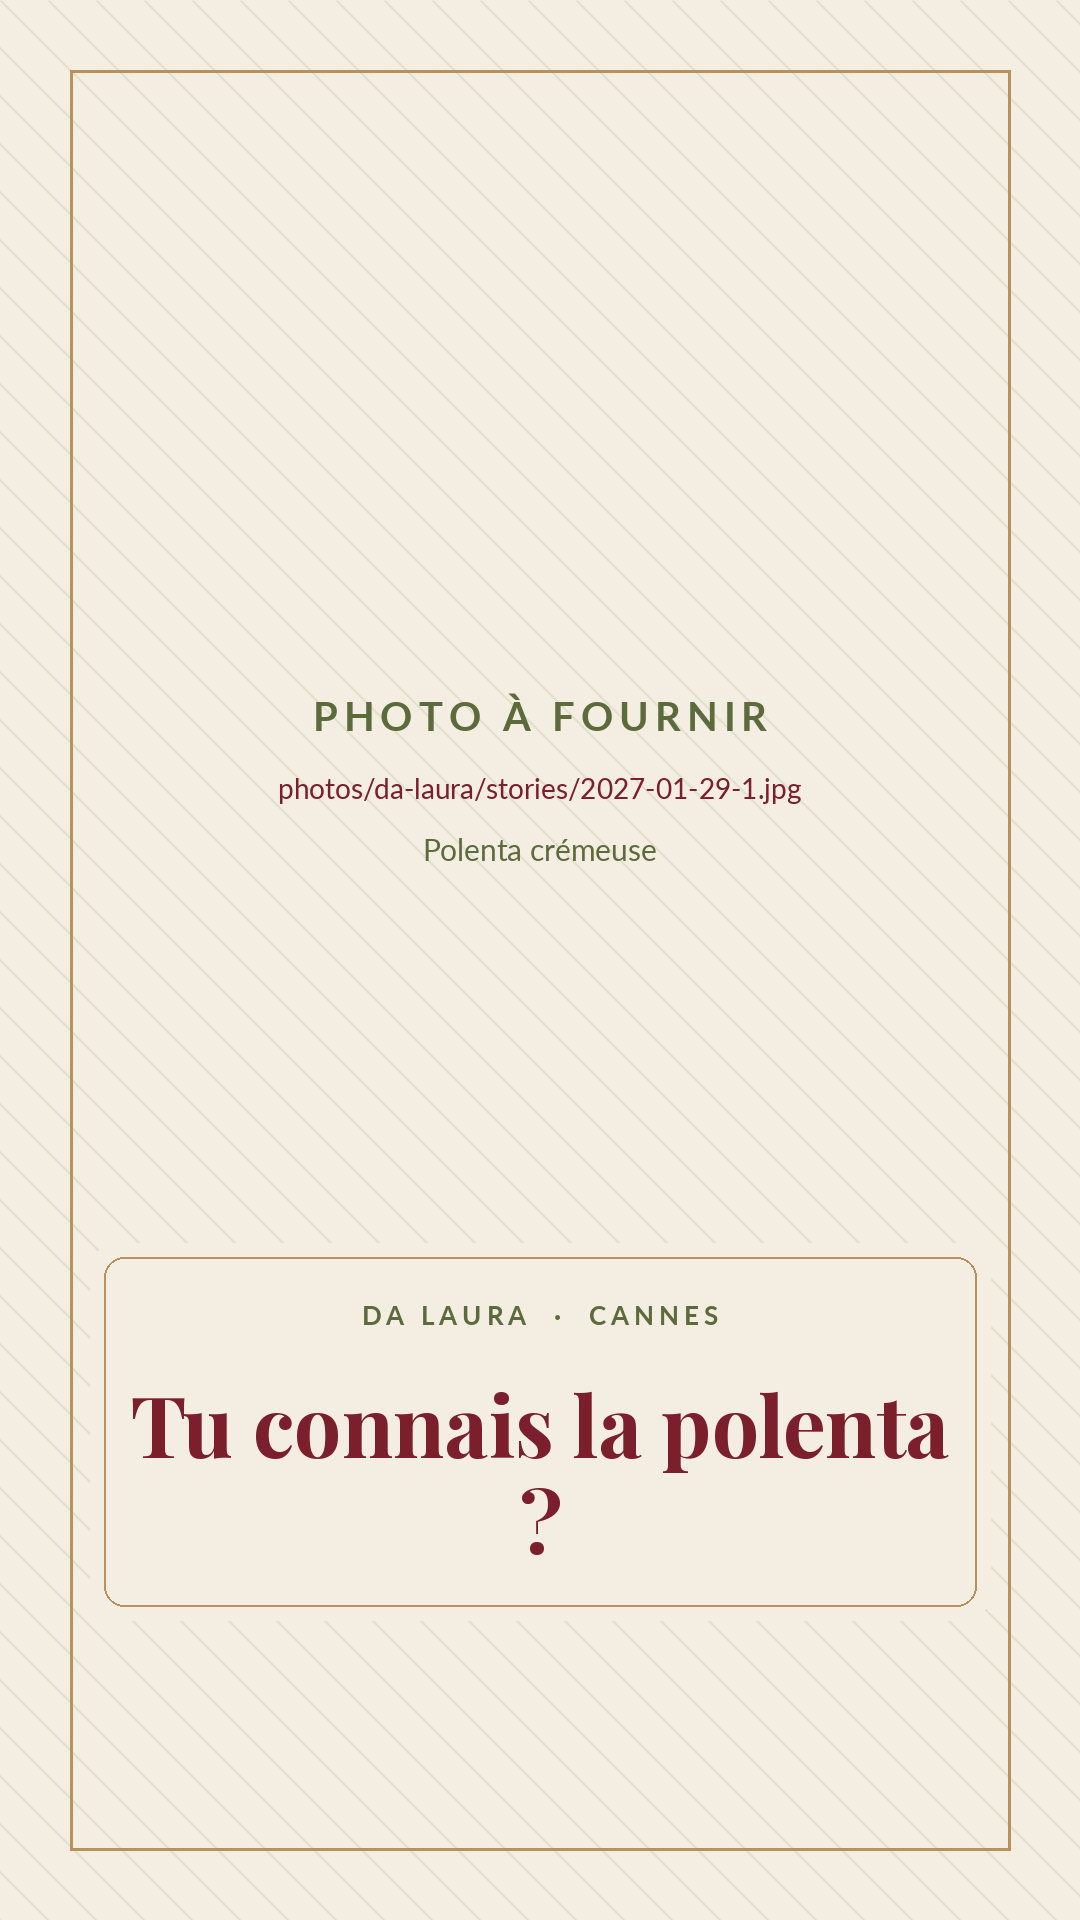 PHOTO À FOURNIR
photos/da-laura/stories/2027-01-29-1.jpg
Polenta crémeuse
DA LAURA · CANNES
Tu connais la polenta
?